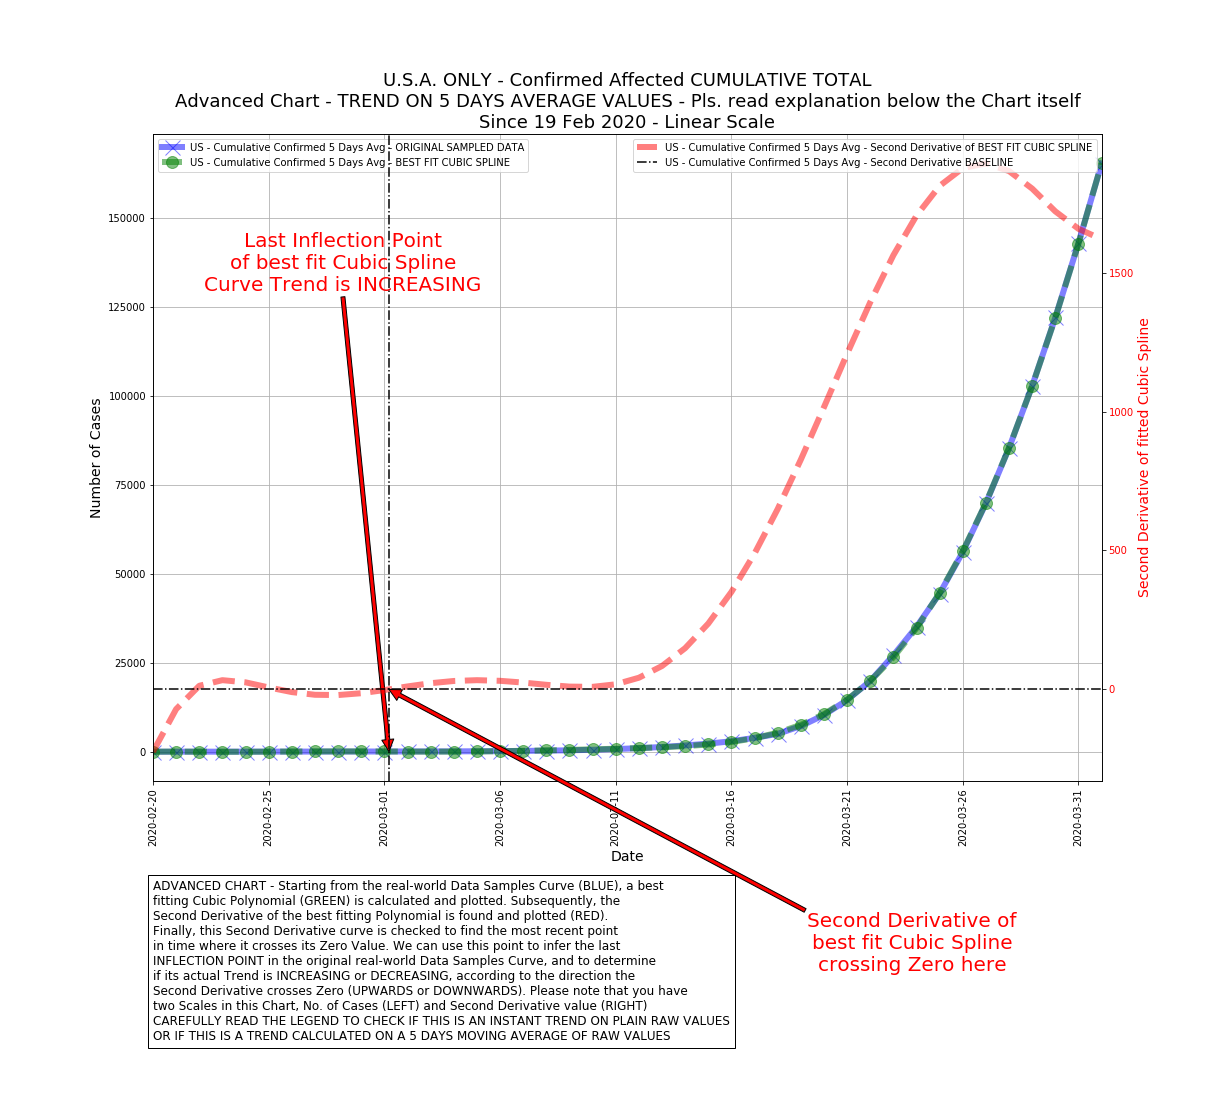 U.S.A. ONLY - Confirmed Affected CUMULATIVE TOTAL
Advanced Chart - TREND ON 5 DAYS AVERAGE VALUES - Pls. read explanation below the Chart itself
Since 19 Feb 2020 - Linear Scale
US - Cumulative Confirmed 5 Days Avg - ORIGINAL SAMPLED DATA
US - Cumulative Confirmed 5 Days Avg - BEST FIT CUBIC SPLINE
US - Cumulative Confirmed 5 Days Avg - Second Derivative of BEST FIT CUBIC SPLINE
US - Cumulative Confirmed 5 Days Avg - Second Derivative BASELINE
Last Inflection Point
of best fit Cubic Spline
Curve Trend is INCREASING
150000
125000
100000
75000
50000
25000
0
Number of Cases
1500
1000
500
0
Second Derivative of fitted Cubic Spline
2020-02-20
2020-02-25
2020-03-01
2020-03-06
2020-03-11
2020-03-16
2020-03-21
2020-03-26
2020-03-31
Date
ADVANCED CHART - Starting from the real-world Data Samples Curve (BLUE), a best
fitting Cubic Polynomial (GREEN) is calculated and plotted. Subsequently, the
Second Derivative of the best fitting Polynomial is found and plotted (RED).
Finally, this Second Derivative curve is checked to find the most recent point
in time where it crosses its Zero Value. We can use this point to infer the last
INFLECTION POINT in the original real-world Data Samples Curve, and to determine
if its actual Trend is INCREASING or DECREASING, according to the direction the
Second Derivative crosses Zero (UPWARDS or DOWNWARDS). Please note that you have
two Scales in this Chart, No. of Cases (LEFT) and Second Derivative value (RIGHT)
CAREFULLY READ THE LEGEND TO CHECK IF THIS IS AN INSTANT TREND ON PLAIN RAW VALUES
OR IF THIS IS A TREND CALCULATED ON A 5 DAYS MOVING AVERAGE OF RAW VALUES
Second Derivative of
best fit Cubic Spline
crossing Zero here